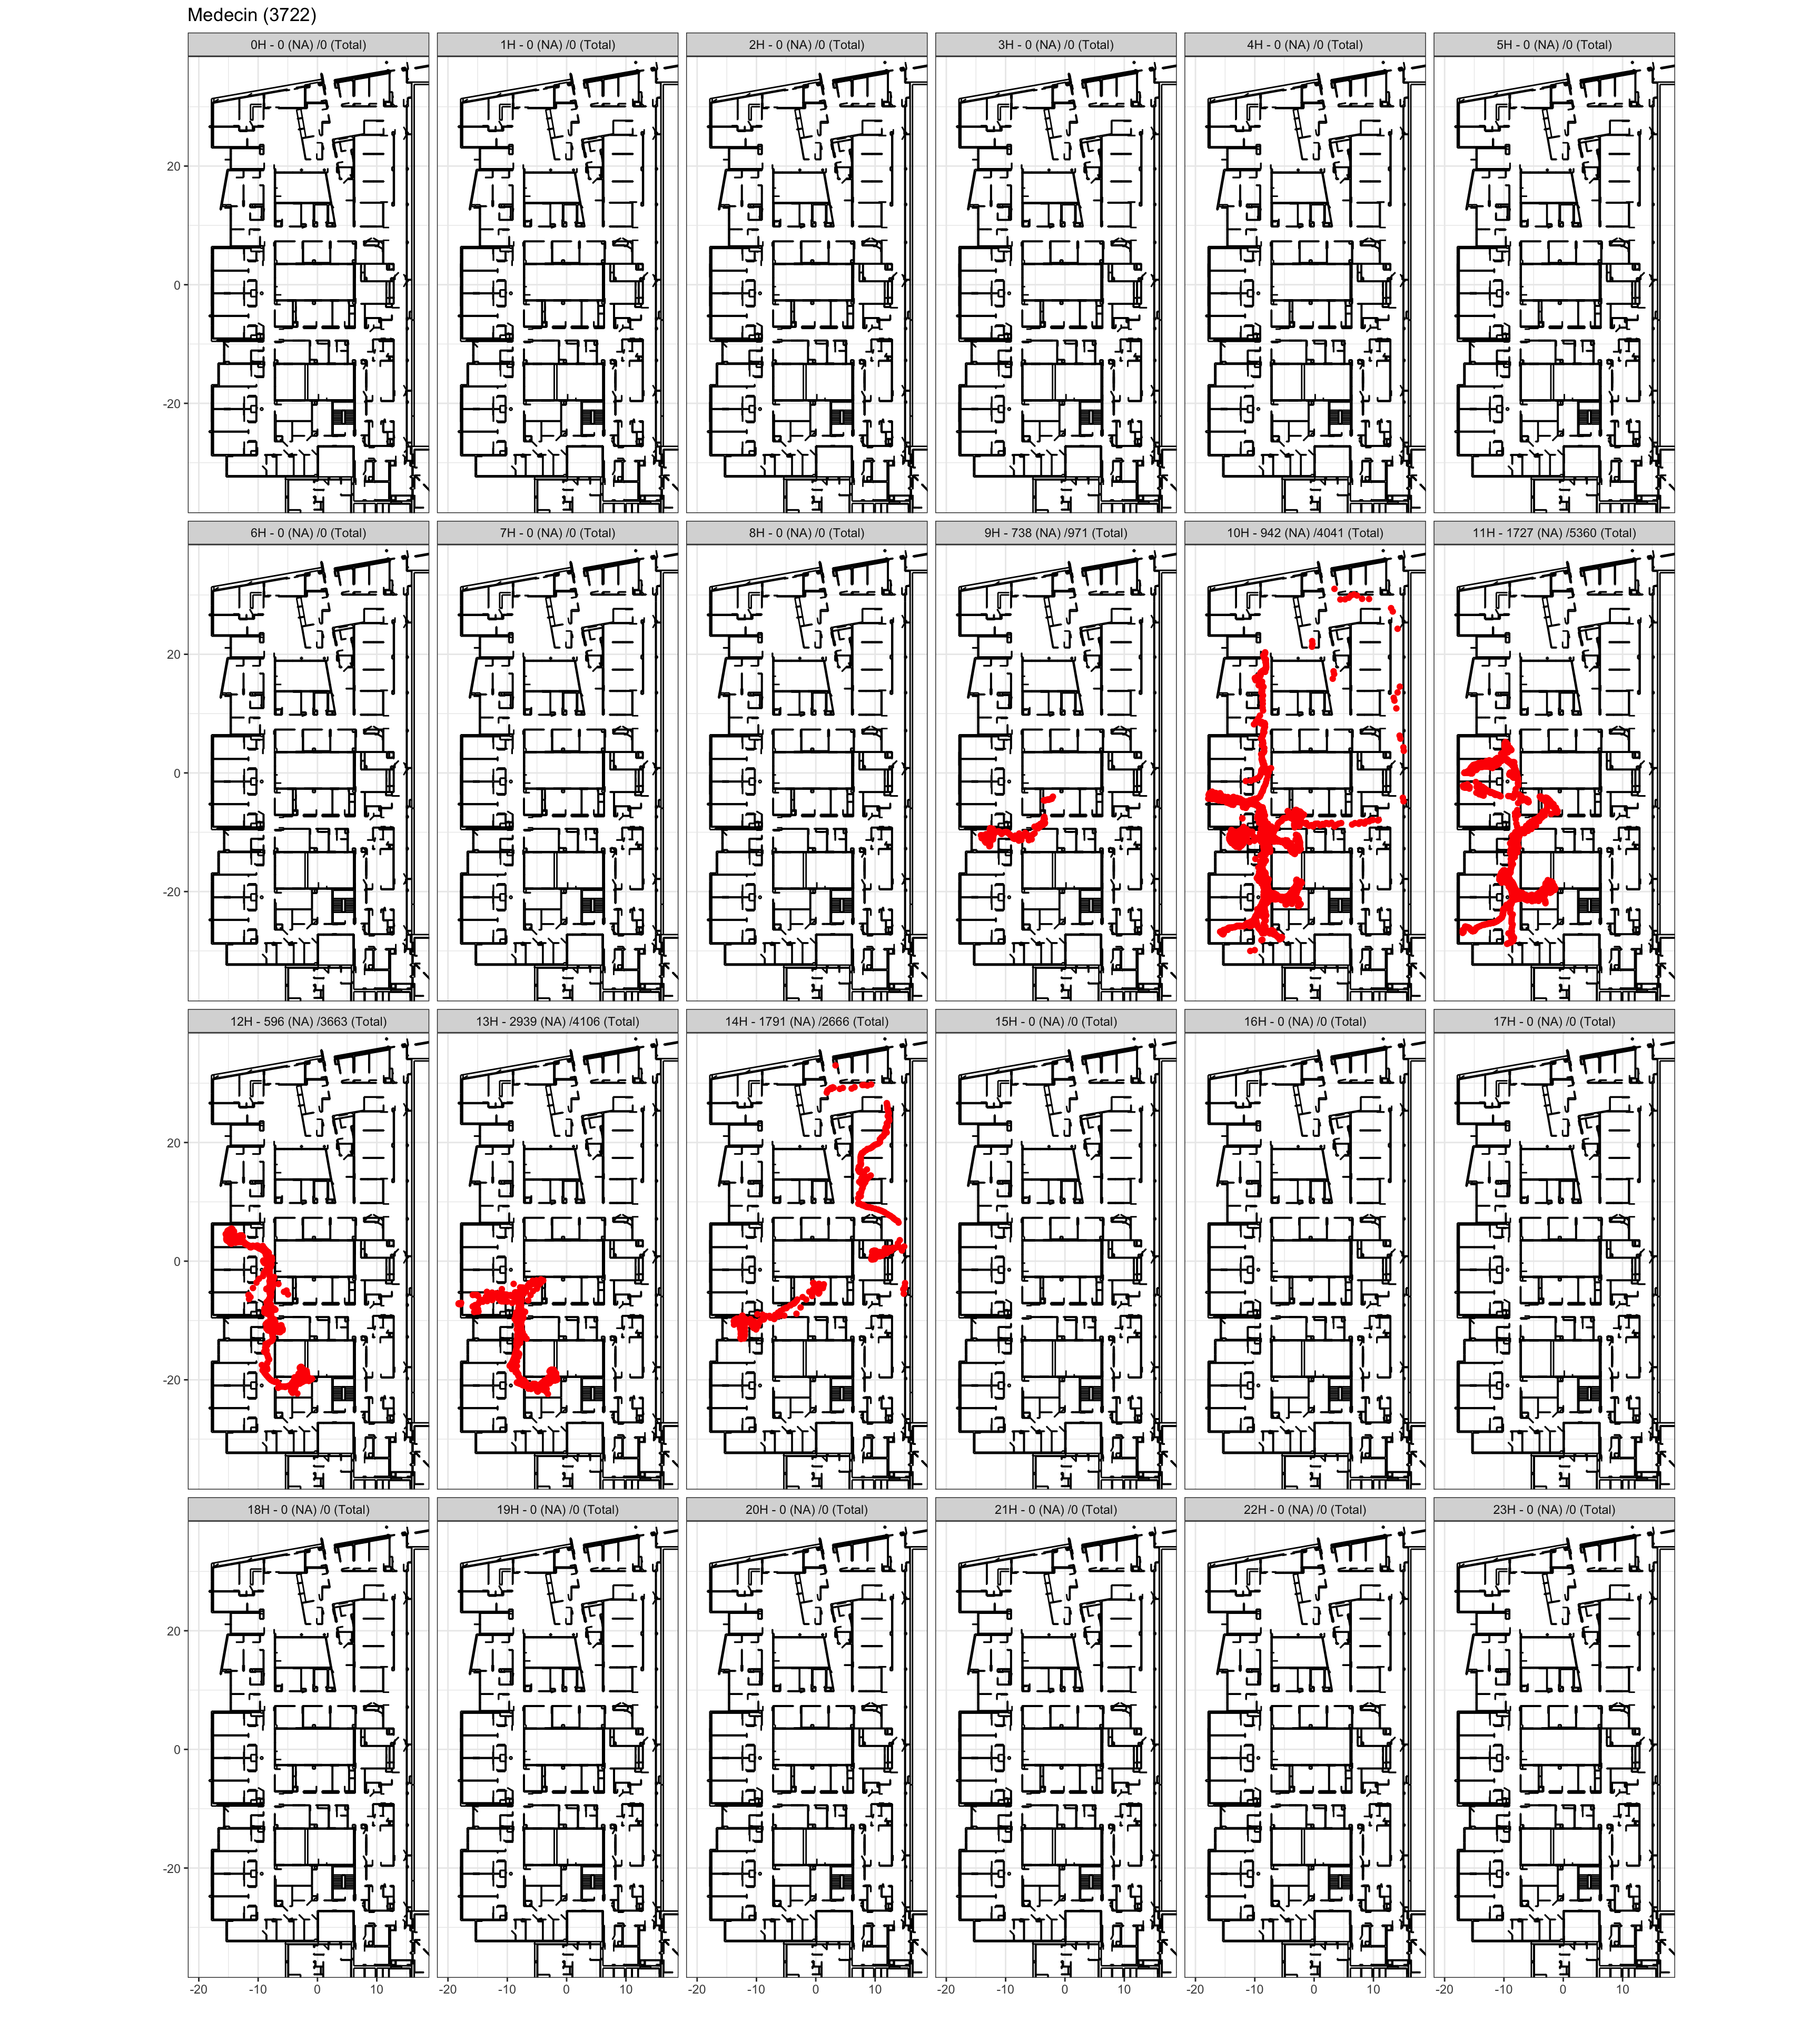 Medecin (3722)
0H - 0 (NA) /0 (Total) 1H - 0 (NA) /0 (Total) 2H - 0 (NA) /0 (Total) 3H - 0 (NA) /0 (Total) 4H - 0 (NA) /0 (Total) 5H - 0 (NA) /0 (Total)
20
0
-20
6H - 0 (NA) /0 (Total) 7H - 0 (NA) /0 (Total) 8H - 0 (NA) /0 (Total) 9H - 738 (NA) /971 (Total) 10H - 942 (NA) /4041 (Total) 11H - 1727 (NA) /5360 (Total)
20
0
-20
12H - 596 (NA) /3663 (Total) 13H - 2939 (NA) /4106 (Total) 14H - 1791 (NA) /2666 (Total) 15H - 0 (NA) /0 (Total) 16H - 0 (NA) /0 (Total) 17H - 0 (NA) /0 (Total)
20
0
-20
18H - 0 (NA) /0 (Total) 19H - 0 (NA) /0 (Total) 20H - 0 (NA) /0 (Total) 21H - 0 (NA) /0 (Total) 22H - 0 (NA) /0 (Total) 23H - 0 (NA) /0 (Total)
20
0
-20
-20 -10 0 10 -20 -10 0 10 -20 -10 0 10 -20 -10 0 10 -20 -10 0 10 -20 -10 0 10